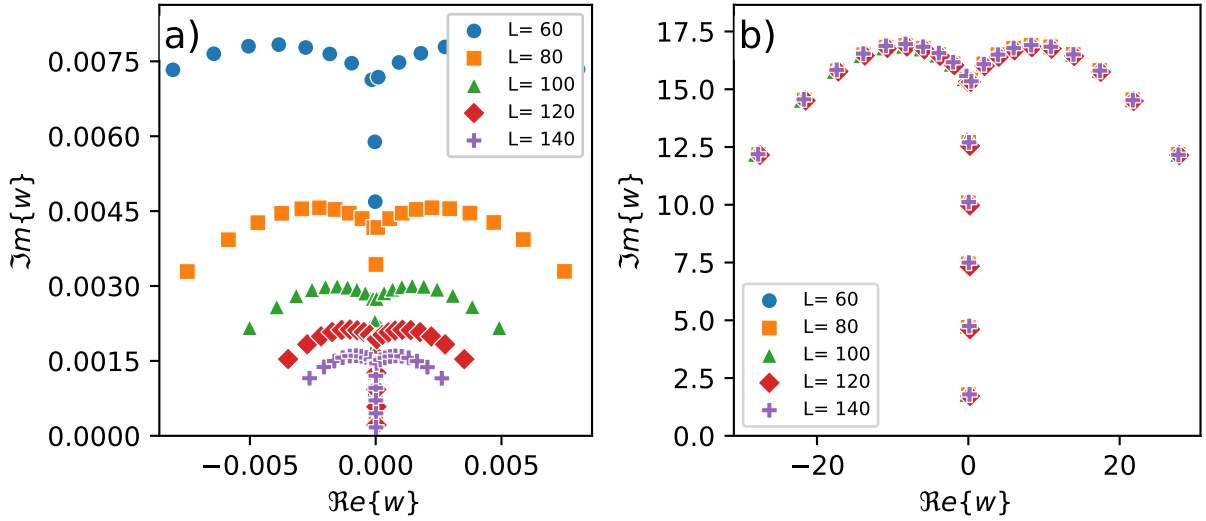 a)
L= 60
L= 80
L= 100
L= 120
L= 140
0.0075
0.0060
0.0045
0.0030
0.0015
0.0000
ℑm{w}
−0.005
0.000
0.005
ℜe{w}
b)
17.5
15.0
12.5
10.0
7.5
5.0
2.5
0.0
ℑm{w}
L= 60
L= 80
L= 100
L= 120
L= 140
−20
0
20
ℜe{w}